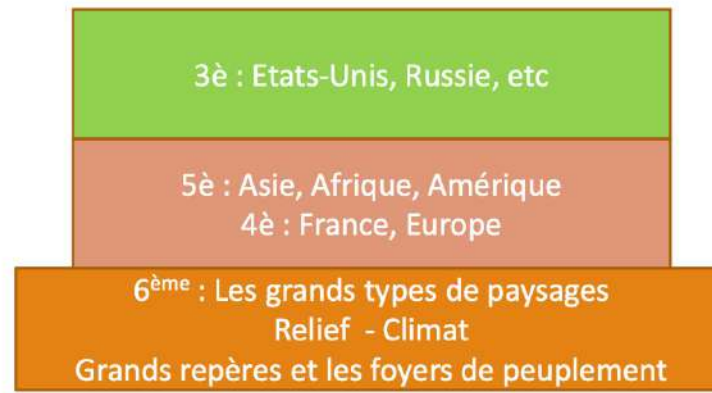 3è : Etats-Unis, Russie, etc
5è : Asie, Afrique, Amérique
4è : France, Europe
6ème : Les grands types de paysages
Relief - Climat
Grands repères et les foyers de peuplement